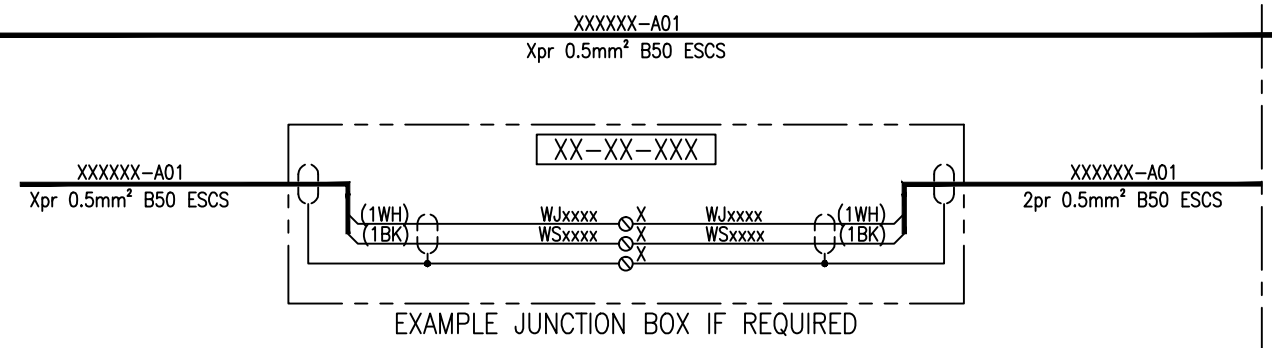 XXXXXX-A01
Xpr 0.5mm² B50 ESCS
XX-XX-XXX
XXXXXX-A01
Xpr 0.5mm² B50 ESCS
XXXXXX-A01
2pr 0.5mm² B50 ESCS
(1WH) WJxxxx X WJxxxx (1WH)
(1BK) WSxxxx X WSxxxx (1BK)
X
EXAMPLE JUNCTION BOX IF REQUIRED